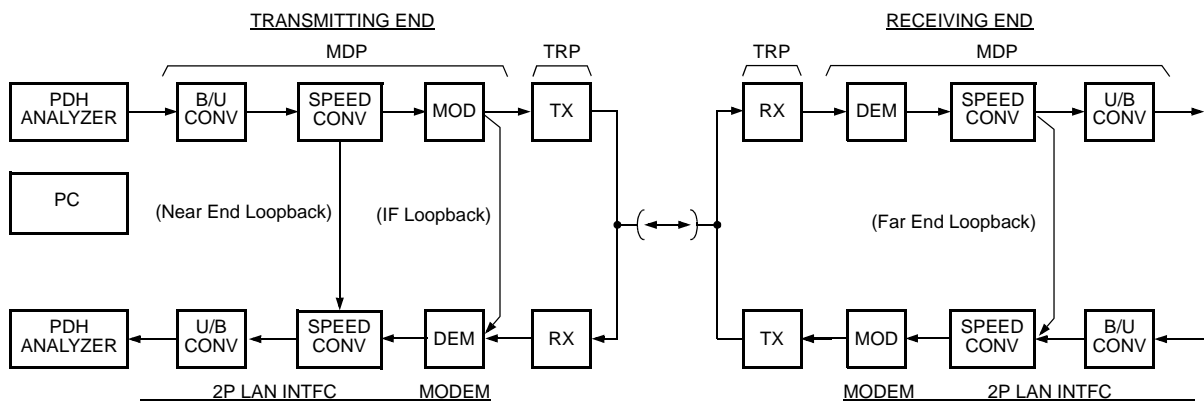 TRANSMITTING END
RECEIVING END
MDP
TRP
TRP
MDP
PDH
ANALYZER
B/U
CONV
SPEED
CONV
MOD
TX
RX
DEM
SPEED
CONV
U/B
CONV
PC
(Near End Loopback)
(IF Loopback)
(Far End Loopback)
PDH
ANALYZER
U/B
CONV
SPEED
CONV
DEM
RX
TX
MOD
SPEED
CONV
B/U
CONV
2P LAN INTFC
MODEM
MODEM
2P LAN INTFC